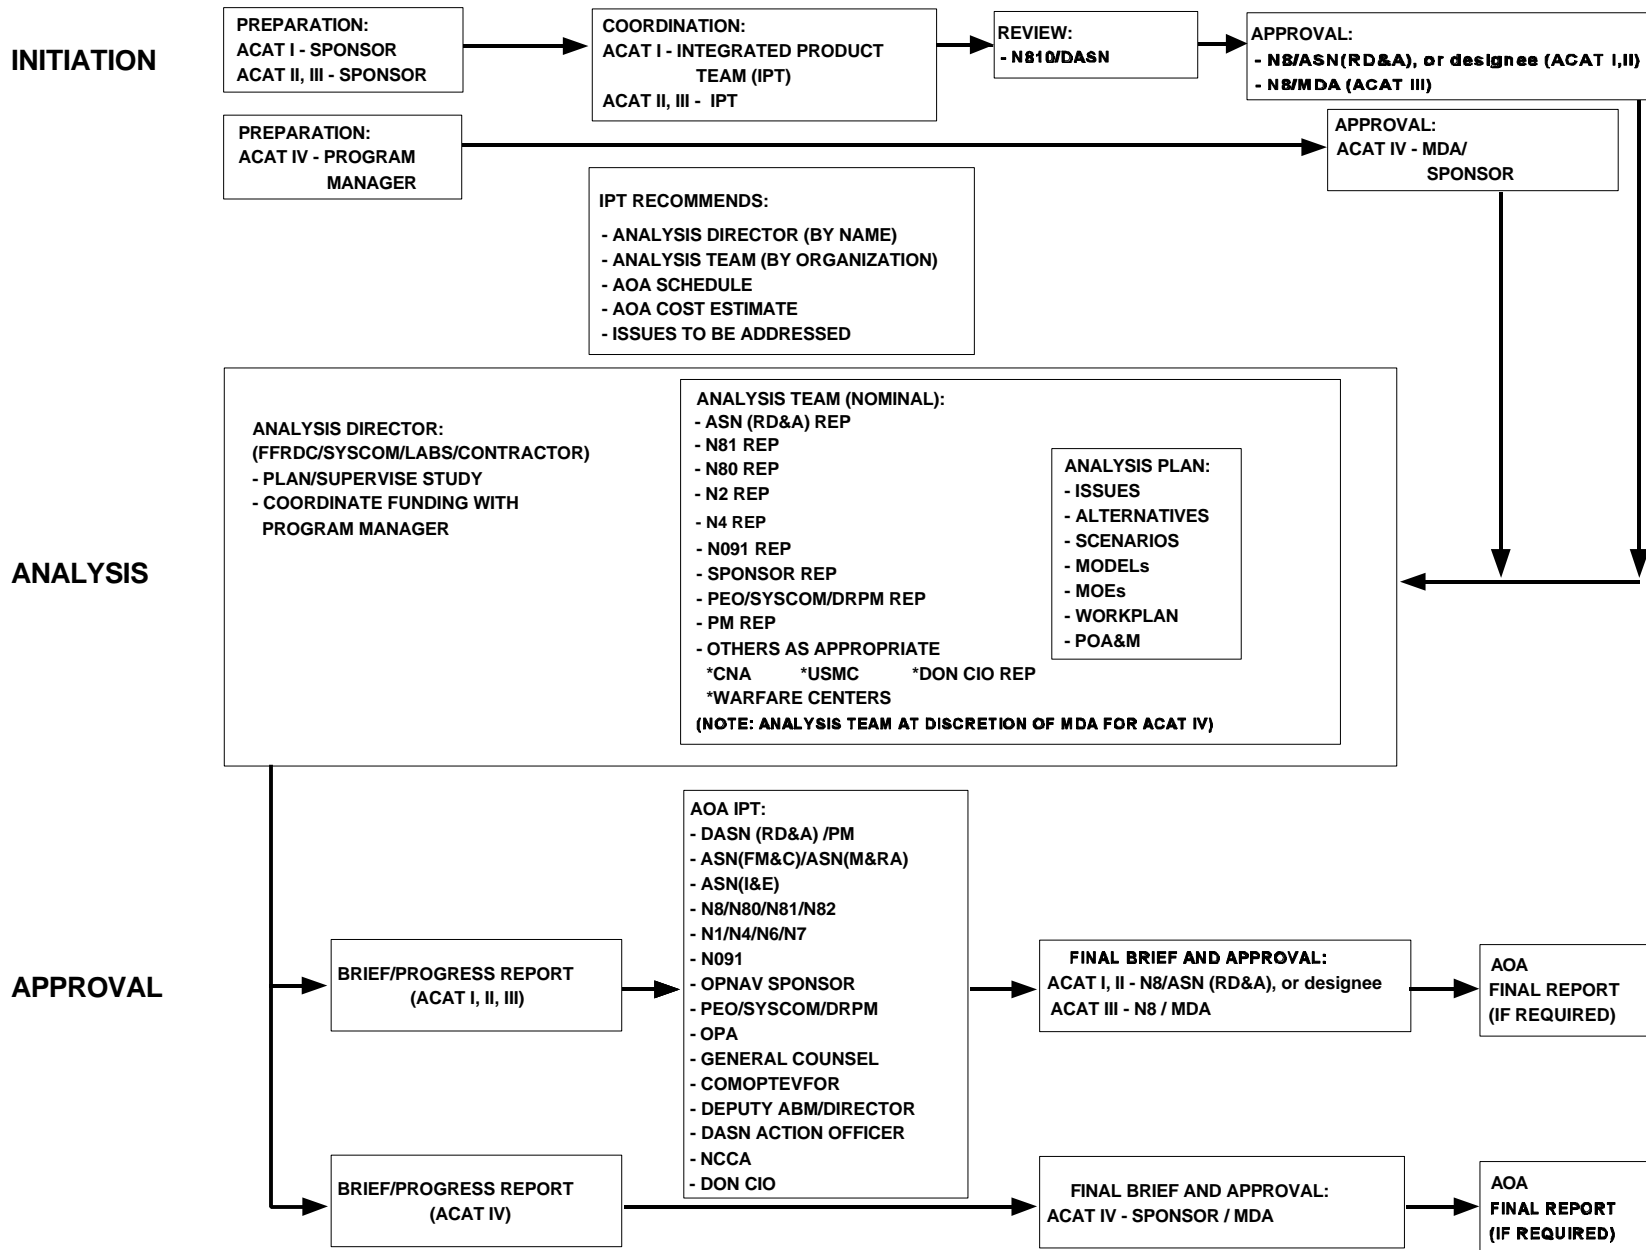 INITIATION
PREPARATION:
ACAT I - SPONSOR
ACAT II, III - SPONSOR
COORDINATION:
ACAT I - INTEGRATED PRODUCT
TEAM (IPT)
ACAT II, III - IPT
REVIEW:
- N810/DASN
APPROVAL:
- N8/ASN(RD&A), or designee (ACAT I,II)
- N8/MDA (ACAT III)
PREPARATION:
ACAT IV - PROGRAM
MANAGER
APPROVAL:
ACAT IV - MDA/
SPONSOR
IPT RECOMMENDS:
- ANALYSIS DIRECTOR (BY NAME)
- ANALYSIS TEAM (BY ORGANIZATION)
- AOA SCHEDULE
- AOA COST ESTIMATE
- ISSUES TO BE ADDRESSED
ANALYSIS
ANALYSIS DIRECTOR:
(FFRDC/SYSCOM/LABS/CONTRACTOR)
- PLAN/SUPERVISE STUDY
- COORDINATE FUNDING WITH
PROGRAM MANAGER
ANALYSIS TEAM (NOMINAL):
- ASN (RD&A) REP
- N81 REP
- N80 REP
- N2 REP
- N4 REP
- N091 REP
- SPONSOR REP
- PEO/SYSCOM/DRPM REP
- PM REP
- OTHERS AS APPROPRIATE
*CNA *USMC *DON CIO REP
*WARFARE CENTERS
(NOTE: ANALYSIS TEAM AT DISCRETION OF MDA FOR ACAT IV)
ANALYSIS PLAN:
- ISSUES
- ALTERNATIVES
- SCENARIOS
- MODELs
- MOEs
- WORKPLAN
- POA&M
APPROVAL
BRIEF/PROGRESS REPORT
(ACAT I, II, III)
AOA IPT:
- DASN (RD&A) /PM
- ASN(FM&C)/ASN(M&RA)
- ASN(I&E)
- N8/N80/N81/N82
- N1/N4/N6/N7
- N091
- OPNAV SPONSOR
- PEO/SYSCOM/DRPM
- OPA
- GENERAL COUNSEL
- COMOPTEVFOR
- DEPUTY ABM/DIRECTOR
- DASN ACTION OFFICER
- NCCA
- DON CIO
FINAL BRIEF AND APPROVAL:
ACAT I, II - N8/ASN (RD&A), or designee
ACAT III - N8 / MDA
AOA
FINAL REPORT
(IF REQUIRED)
BRIEF/PROGRESS REPORT
(ACAT IV)
FINAL BRIEF AND APPROVAL:
ACAT IV - SPONSOR / MDA
AOA
FINAL REPORT
(IF REQUIRED)